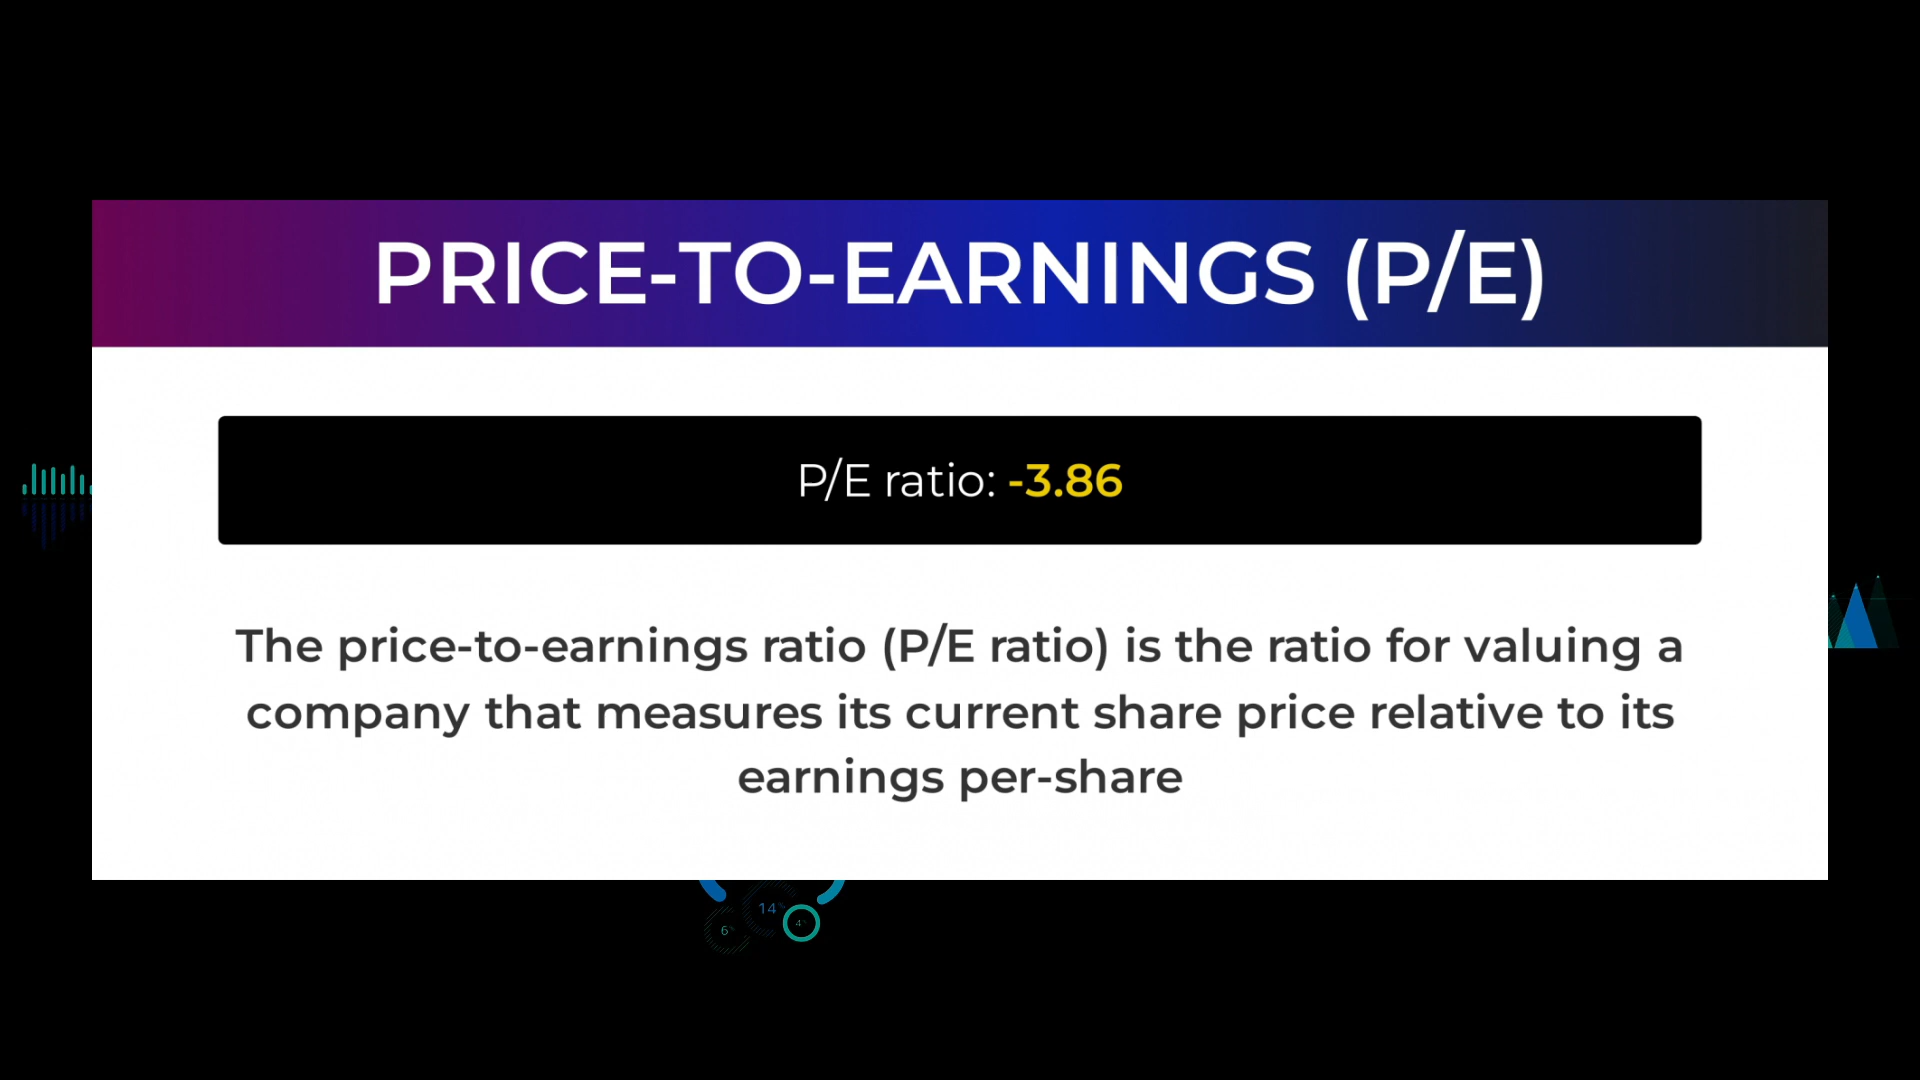 PRICE-TO-EARNINGS (P/E)
P/E ratio: -3.86
The price-to-earnings ratio (P/E ratio) is the ratio for valuing a
company that measures its current share price relative to its
earnings per-share
14%
6%
4%